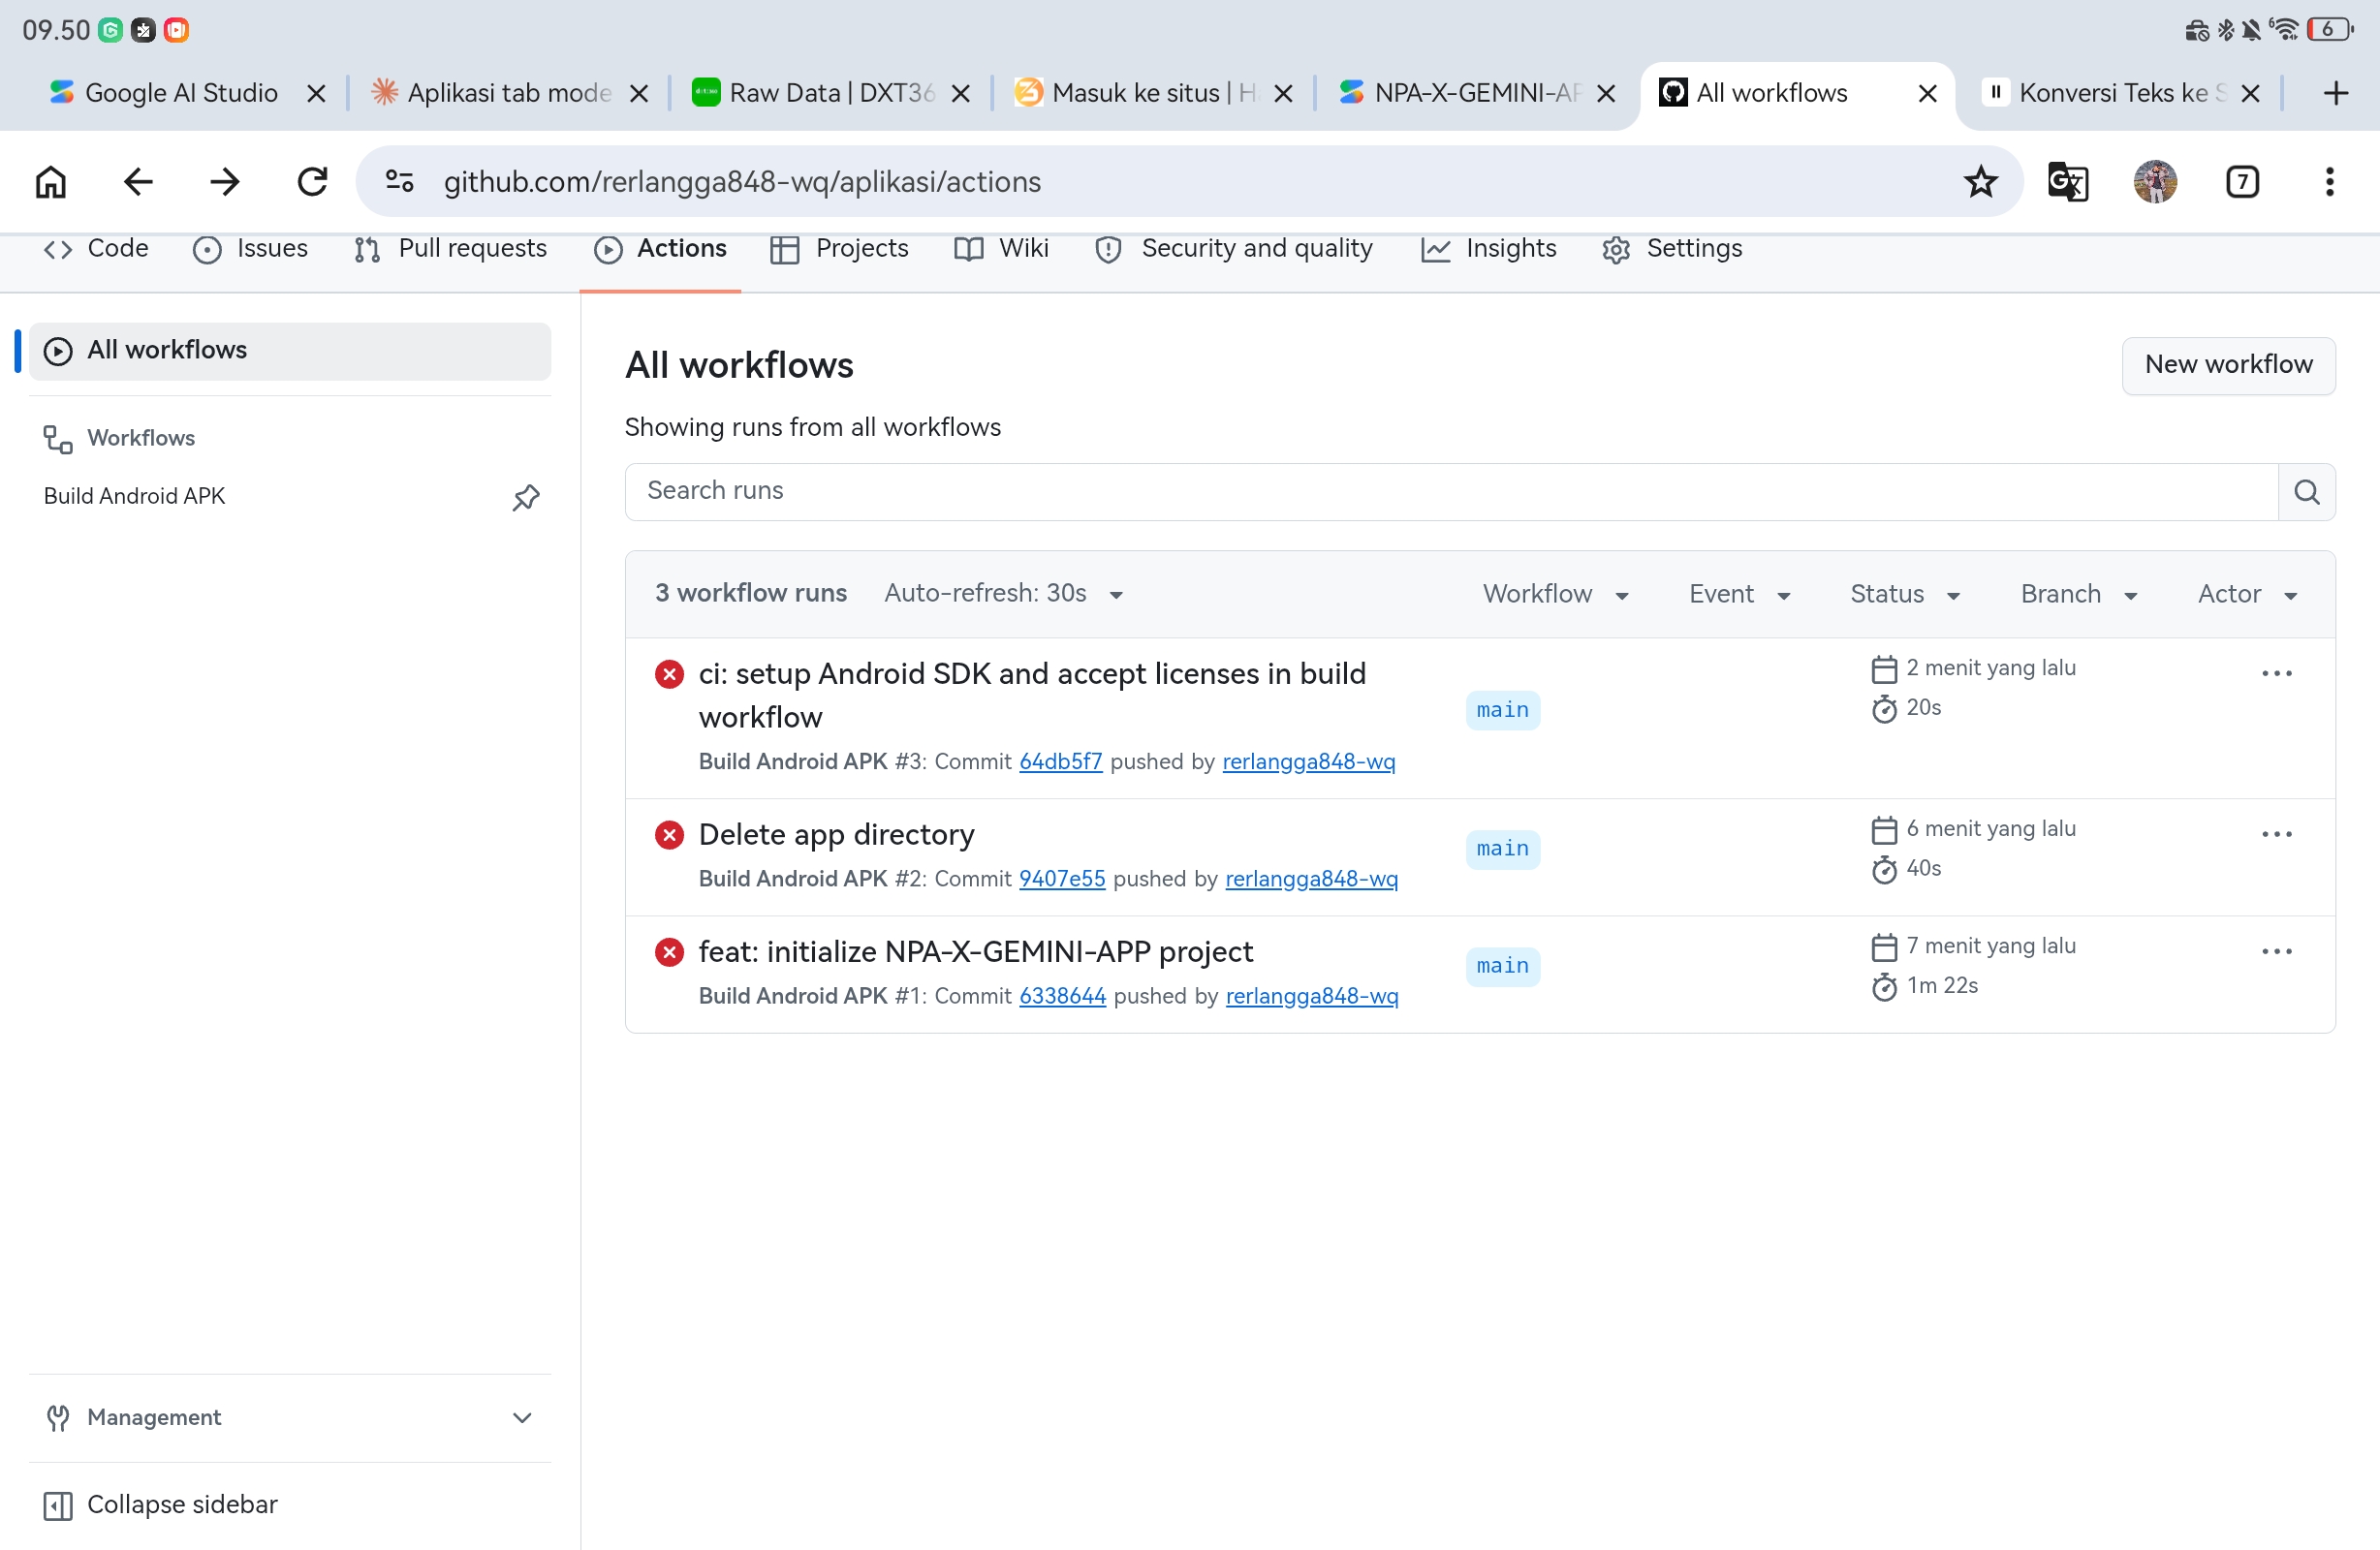 09.50
6
6
Google AI Studio
Aplikasi tab mode
Raw Data | DXT36
Masuk ke situs | H
NPA-X-GEMINI-AP
All workflows
Konversi Teks ke S
github.com/rerlangga848-wq/aplikasi/actions
7
Code
Issues
Pull requests
Actions
Projects
Wiki
Security and quality
Insights
Settings
All workflows
Workflows
Build Android APK
Management
Collapse sidebar
All workflows
New workflow
Showing runs from all workflows
Search runs
3 workflow runs
Auto-refresh: 30s
Workflow
Event
Status
Branch
Actor
ci: setup Android SDK and accept licenses in build
workflow
Build Android APK #3: Commit 64db5f7 pushed by rerlangga848-wq
main
2 menit yang lalu
20s
Delete app directory
Build Android APK #2: Commit 9407e55 pushed by rerlangga848-wq
main
6 menit yang lalu
40s
feat: initialize NPA-X-GEMINI-APP project
Build Android APK #1: Commit 6338644 pushed by rerlangga848-wq
main
7 menit yang lalu
1m 22s